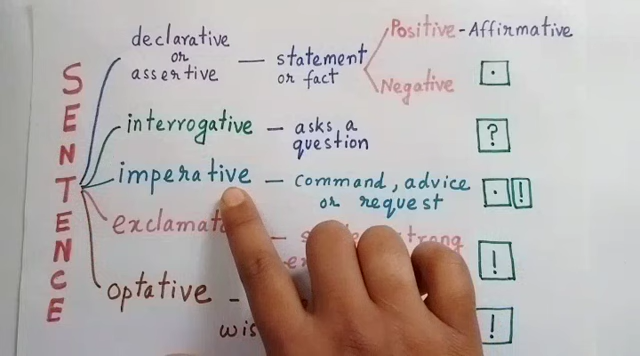 SENTENCE
declarative
or
assertive
— statement
or fact
Positive - Affirmative
Negative
.
interrogative — asks a
question
?
imperative — command, advice
or request
. !
!
optative —
!